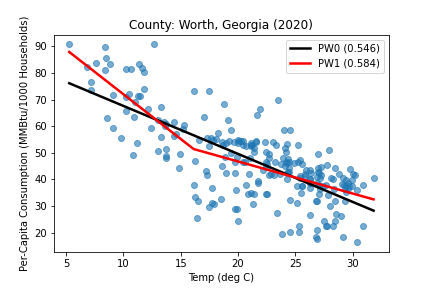 County: Worth, Georgia (2020)
Per-Capita Consumption (MMBtu/1000 Households)
90
80
70
60
50
40
30
20
PW0 (0.546)
PW1 (0.584)
5 10 15 20 25 30
Temp (deg C)